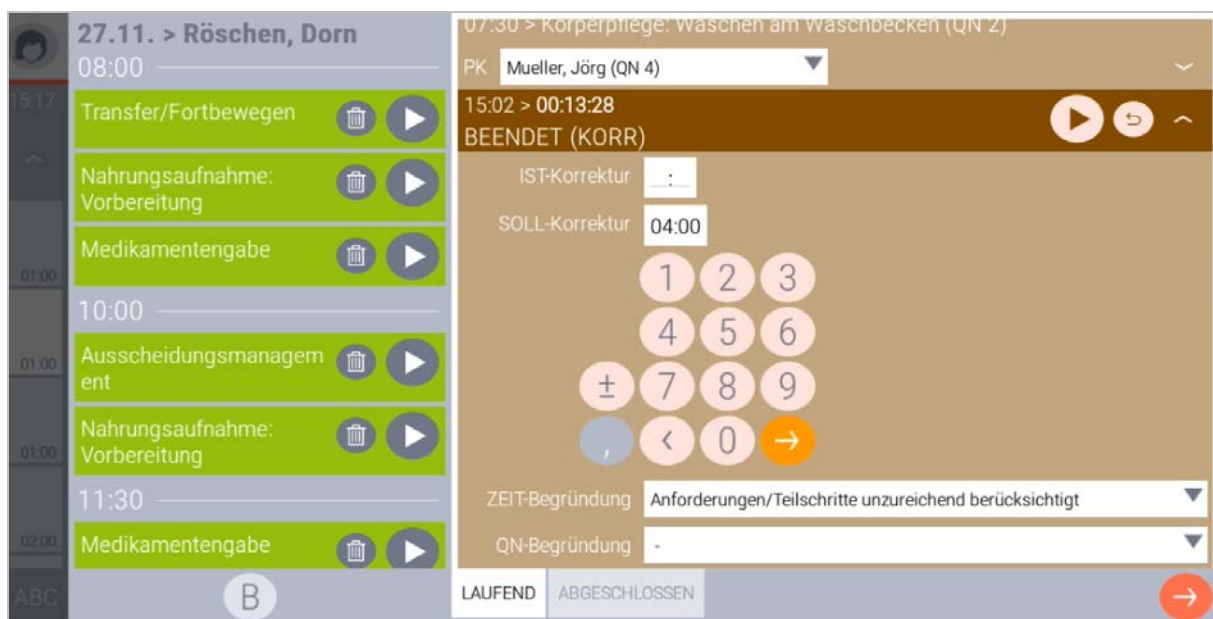 15:17
01:00
01:00
01:00
02:00
ABC
27.11. > Röschen, Dorn
08:00
Transfer/Fortbewegen
Nahrungsaufnahme:
Vorbereitung
Medikamentengabe
10:00
Ausscheidungsmanagem
ent
Nahrungsaufnahme:
Vorbereitung
11:30
Medikamentengabe
B
07:30 > Körperpflege: Waschen am Waschbecken (QN 2)
PK Mueller, Jörg (QN 4)
15:02 > 00:13:28
BEENDET (KORR)
IST-Korrektur __:__
SOLL-Korrektur 04:00
1 2 3
4 5 6
± 7 8 9
, < 0 →
ZEIT-Begründung Anforderungen/Teilschritte unzureichend berücksichtigt
QN-Begründung -
LAUFEND ABGESCHLOSSEN →